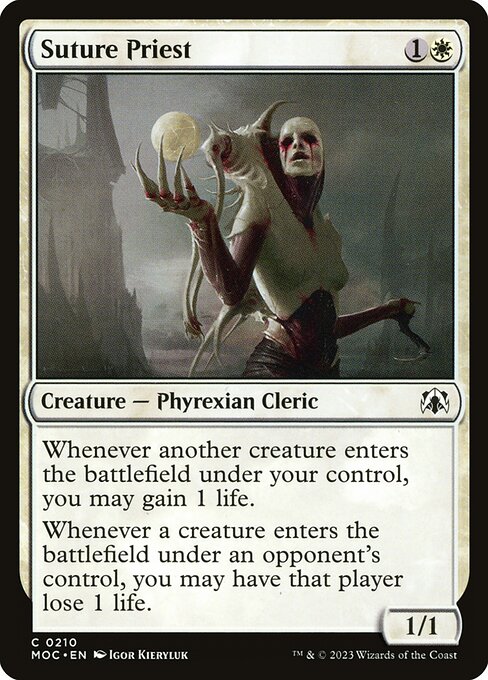 Suture Priest 1
Creature — Phyrexian Cleric
Whenever another creature enters
the battlefield under your control,
you may gain 1 life.
Whenever a creature enters the
battlefield under an opponent's
control, you may have that player
lose 1 life.
1/1
C 0210
MOC • EN Igor Kieryluk
™ & © 2023 Wizards of the Coast